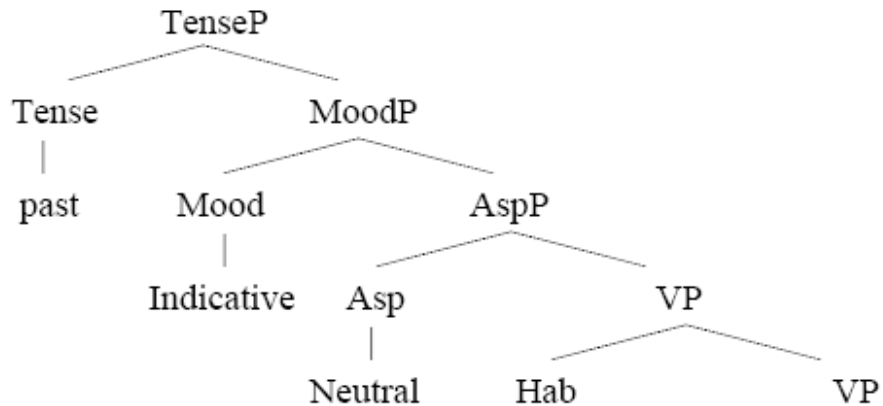 TenseP
Tense MoodP
past Mood AspP
Indicative Asp VP
Neutral Hab VP